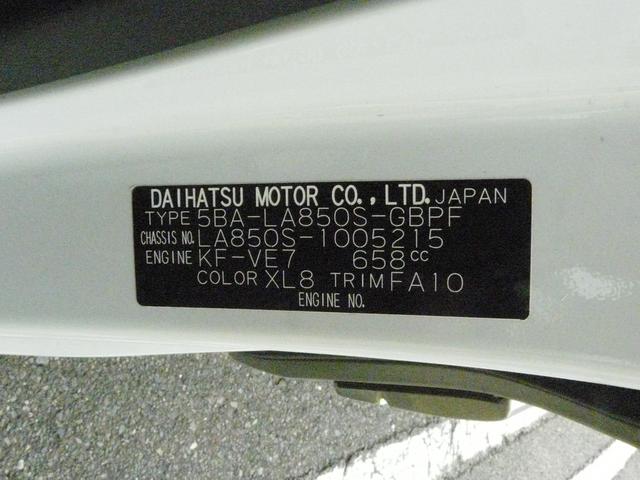 DAIHATSU MOTOR CO., LTD. JAPAN
TYPE 5BA-LA850S-GBPF
CHASSIS NO. LA850S-1005215
ENGINE KF-VE7 658cc
COLOR XL8 TRIM FA10
ENGINE NO.